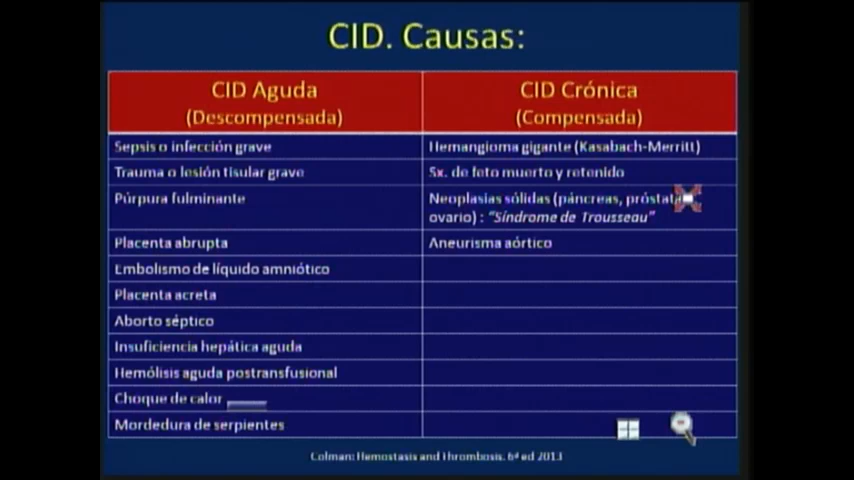 CID. Causas:
CID Aguda
(Descompensada)
CID Crónica
(Compensada)
Sepsis o infección grave
Hemangioma gigante (Kasabach-Merritt)
Trauma o lesión tisular grave
Sx. de feto muerto y retenido
Púrpura fulminante
Neoplasias sólidas (páncreas, próstata
ovario) : "Síndrome de Trousseau"
Placenta abrupta
Aneurisma aórtico
Embolismo de líquido amniótico
Placenta acreta
Aborto séptico
Insuficiencia hepática aguda
Hemólisis aguda postransfusional
Choque de calor
Mordedura de serpientes
Colman: Hemostasis and Thrombosis. 6ª ed 2013